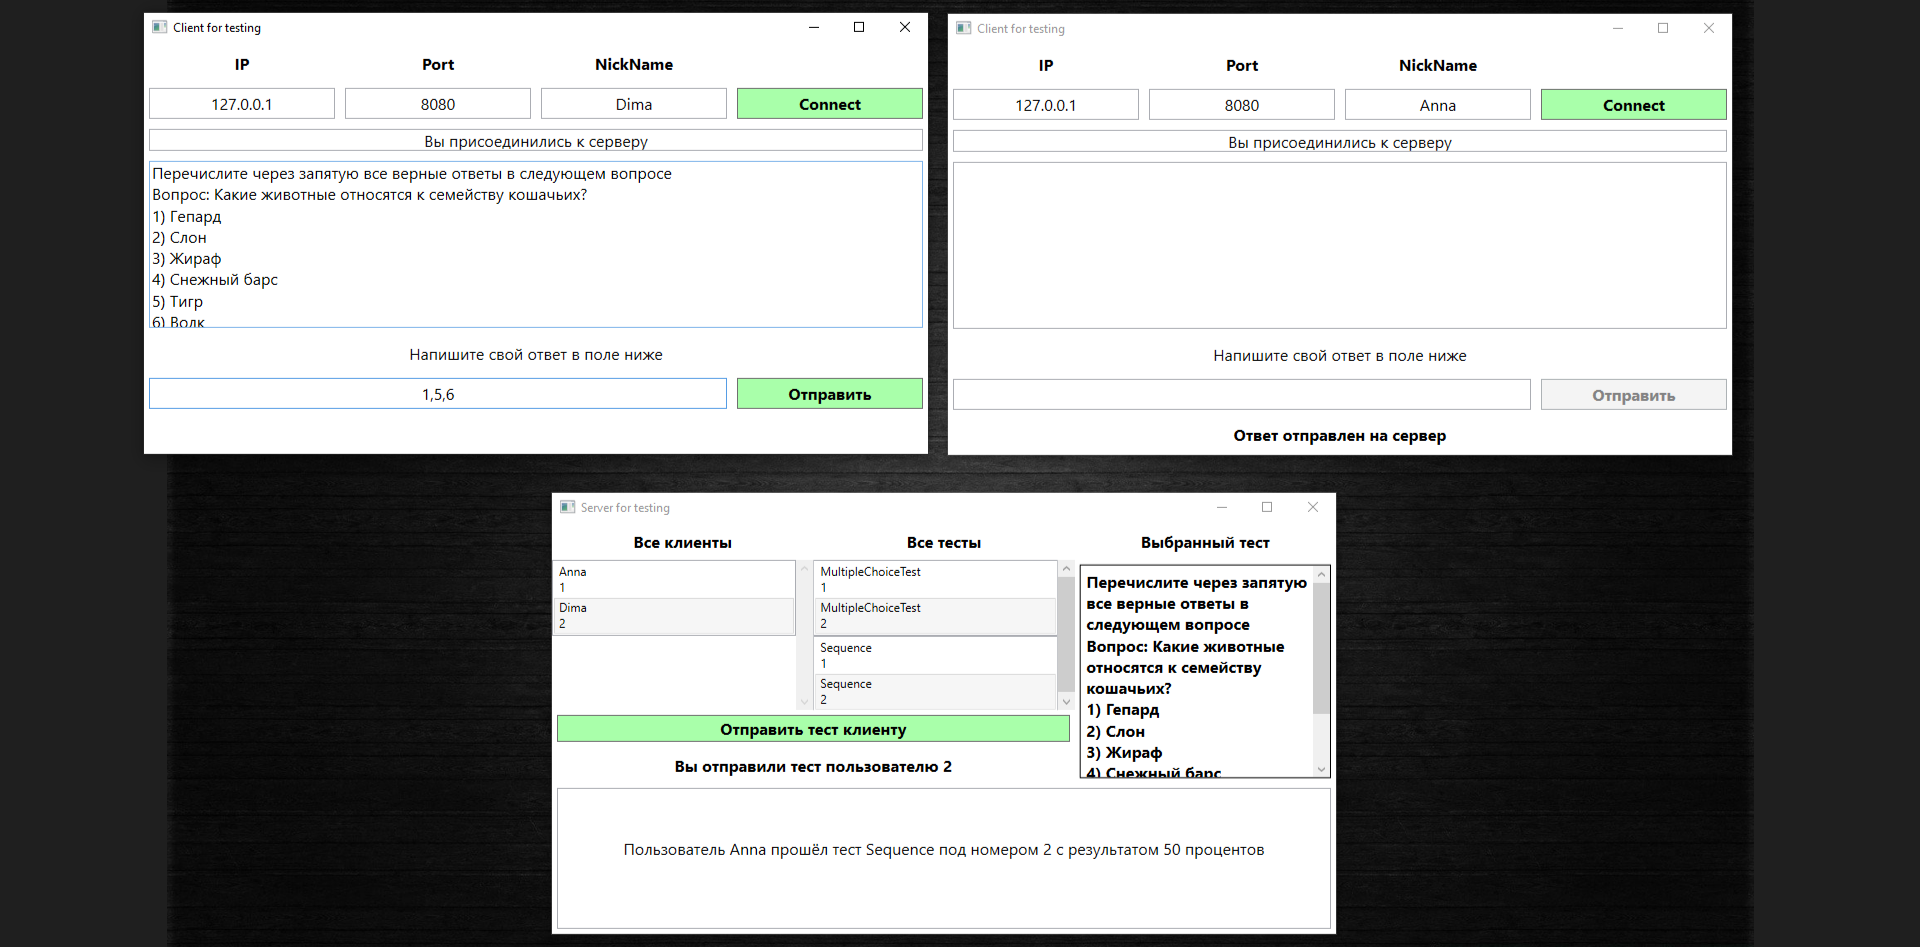 Client for testing
IP Port NickName
127.0.0.1 8080 Dima Connect
Вы присоединились к серверу
Перечислите через запятую все верные ответы в следующем вопросе
Вопрос: Какие животные относятся к семейству кошачьих?
1) Гепард
2) Слон
3) Жираф
4) Снежный барс
5) Тигр
6) Волк
Напишите свой ответ в поле ниже
1,5,6 Отправить
Client for testing
IP Port NickName
127.0.0.1 8080 Anna Connect
Вы присоединились к серверу
Напишите свой ответ в поле ниже
Отправить
Ответ отправлен на сервер
Server for testing
Все клиенты
Anna
1
Dima
2
Все тесты
MultipleChoiceTest
1
MultipleChoiceTest
2
Sequence
1
Sequence
2
Отправить тест клиенту
Вы отправили тест пользователю 2
Выбранный тест
Перечислите через запятую
все верные ответы в
следующем вопросе
Вопрос: Какие животные
относятся к семейству
кошачьих?
1) Гепард
2) Слон
3) Жираф
4) Снежный барс
Пользователь Anna прошёл тест Sequence под номером 2 с результатом 50 процентов